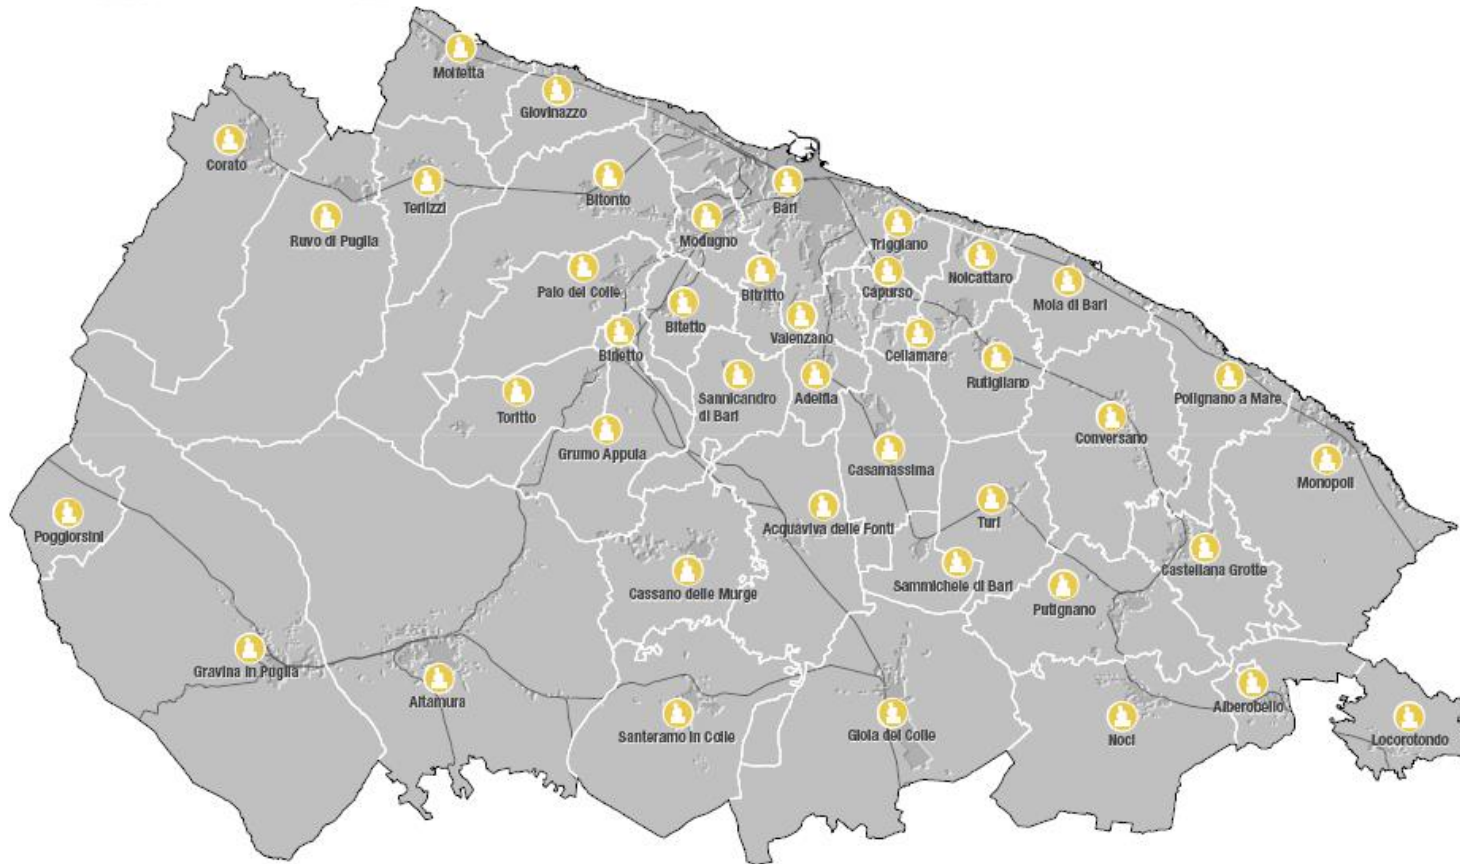 Molfetta
Giovinazzo
Corato
Terlizzi
Bitonto
Bari
Ruvo di Puglia
Modugno
Triggiano
Noicattaro
Palo del Colle
Bitritto
Capurso
Mola di Bari
Bitetto
Valenzano
Binetto
Cellamare
Rutigliano
Toritto
Sannicandro
di Bari
Adelfia
Polignano a Mare
Grumo Appula
Conversano
Casamassima
Monopoli
Poggiorsini
Acquaviva delle Fonti
Turi
Castellana Grotte
Cassano delle Murge
Sammichele di Bari
Putignano
Gravina in Puglia
Altamura
Santeramo in Colle
Gioia del Colle
Noci
Alberobello
Locorotondo